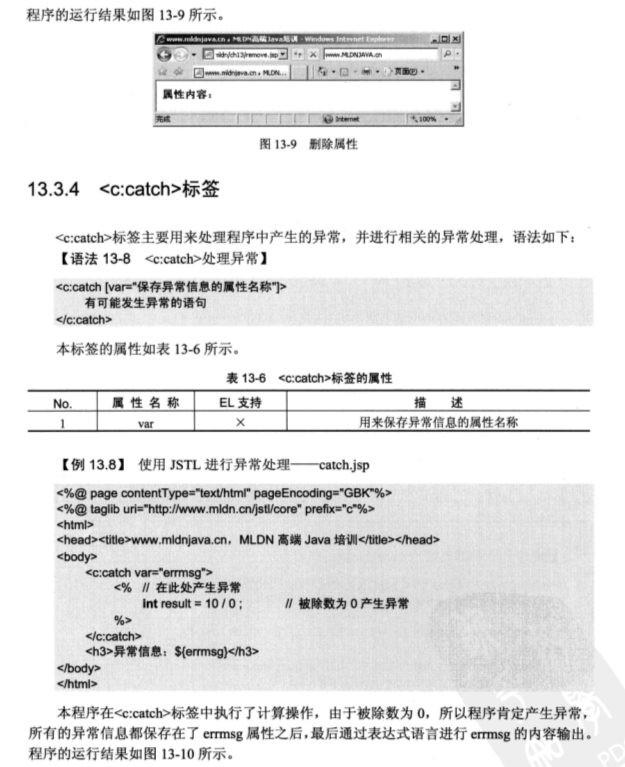 程序的运行结果如图 13-9 所示。
www.mldnjava.cn，MLDN高端Java培训 - Windows Internet Explorer
mldn/ch13/remove.jsp
www.MLDNJAVA.cn
www.mldnjava.cn，MLDN...
页面(P)
属性内容：
完成
Internet
100%
图 13-9 删除属性
13.3.4 <c:catch>标签
<c:catch>标签主要用来处理程序中产生的异常，并进行相关的异常处理，语法如下：
【语法 13-8 <c:catch>处理异常】
<c:catch [var="保存异常信息的属性名称"]>
有可能发生异常的语句
</c:catch>
本标签的属性如表 13-6 所示。
表 13-6 <c:catch>标签的属性
No. 属性名称 EL 支持 描述
1 var × 用来保存异常信息的属性名称
【例 13.8】 使用 JSTL 进行异常处理——catch.jsp
<%@ page contentType="text/html" pageEncoding="GBK"%>
<%@ taglib uri="http://www.mldn.cn/jstl/core" prefix="c"%>
<html>
<head><title>www.mldnjava.cn，MLDN 高端 Java 培训</title></head>
<body>
<c:catch var="errmsg">
<% // 在此处产生异常
int result = 10 / 0 ; // 被除数为 0 产生异常
%>
</c:catch>
<h3>异常信息：${errmsg}</h3>
</body>
</html>
本程序在<c:catch>标签中执行了计算操作，由于被除数为 0，所以程序肯定产生异常，
所有的异常信息都保存在了 errmsg 属性之后，最后通过表达式语言进行 errmsg 的内容输出。
程序的运行结果如图 13-10 所示。
PD